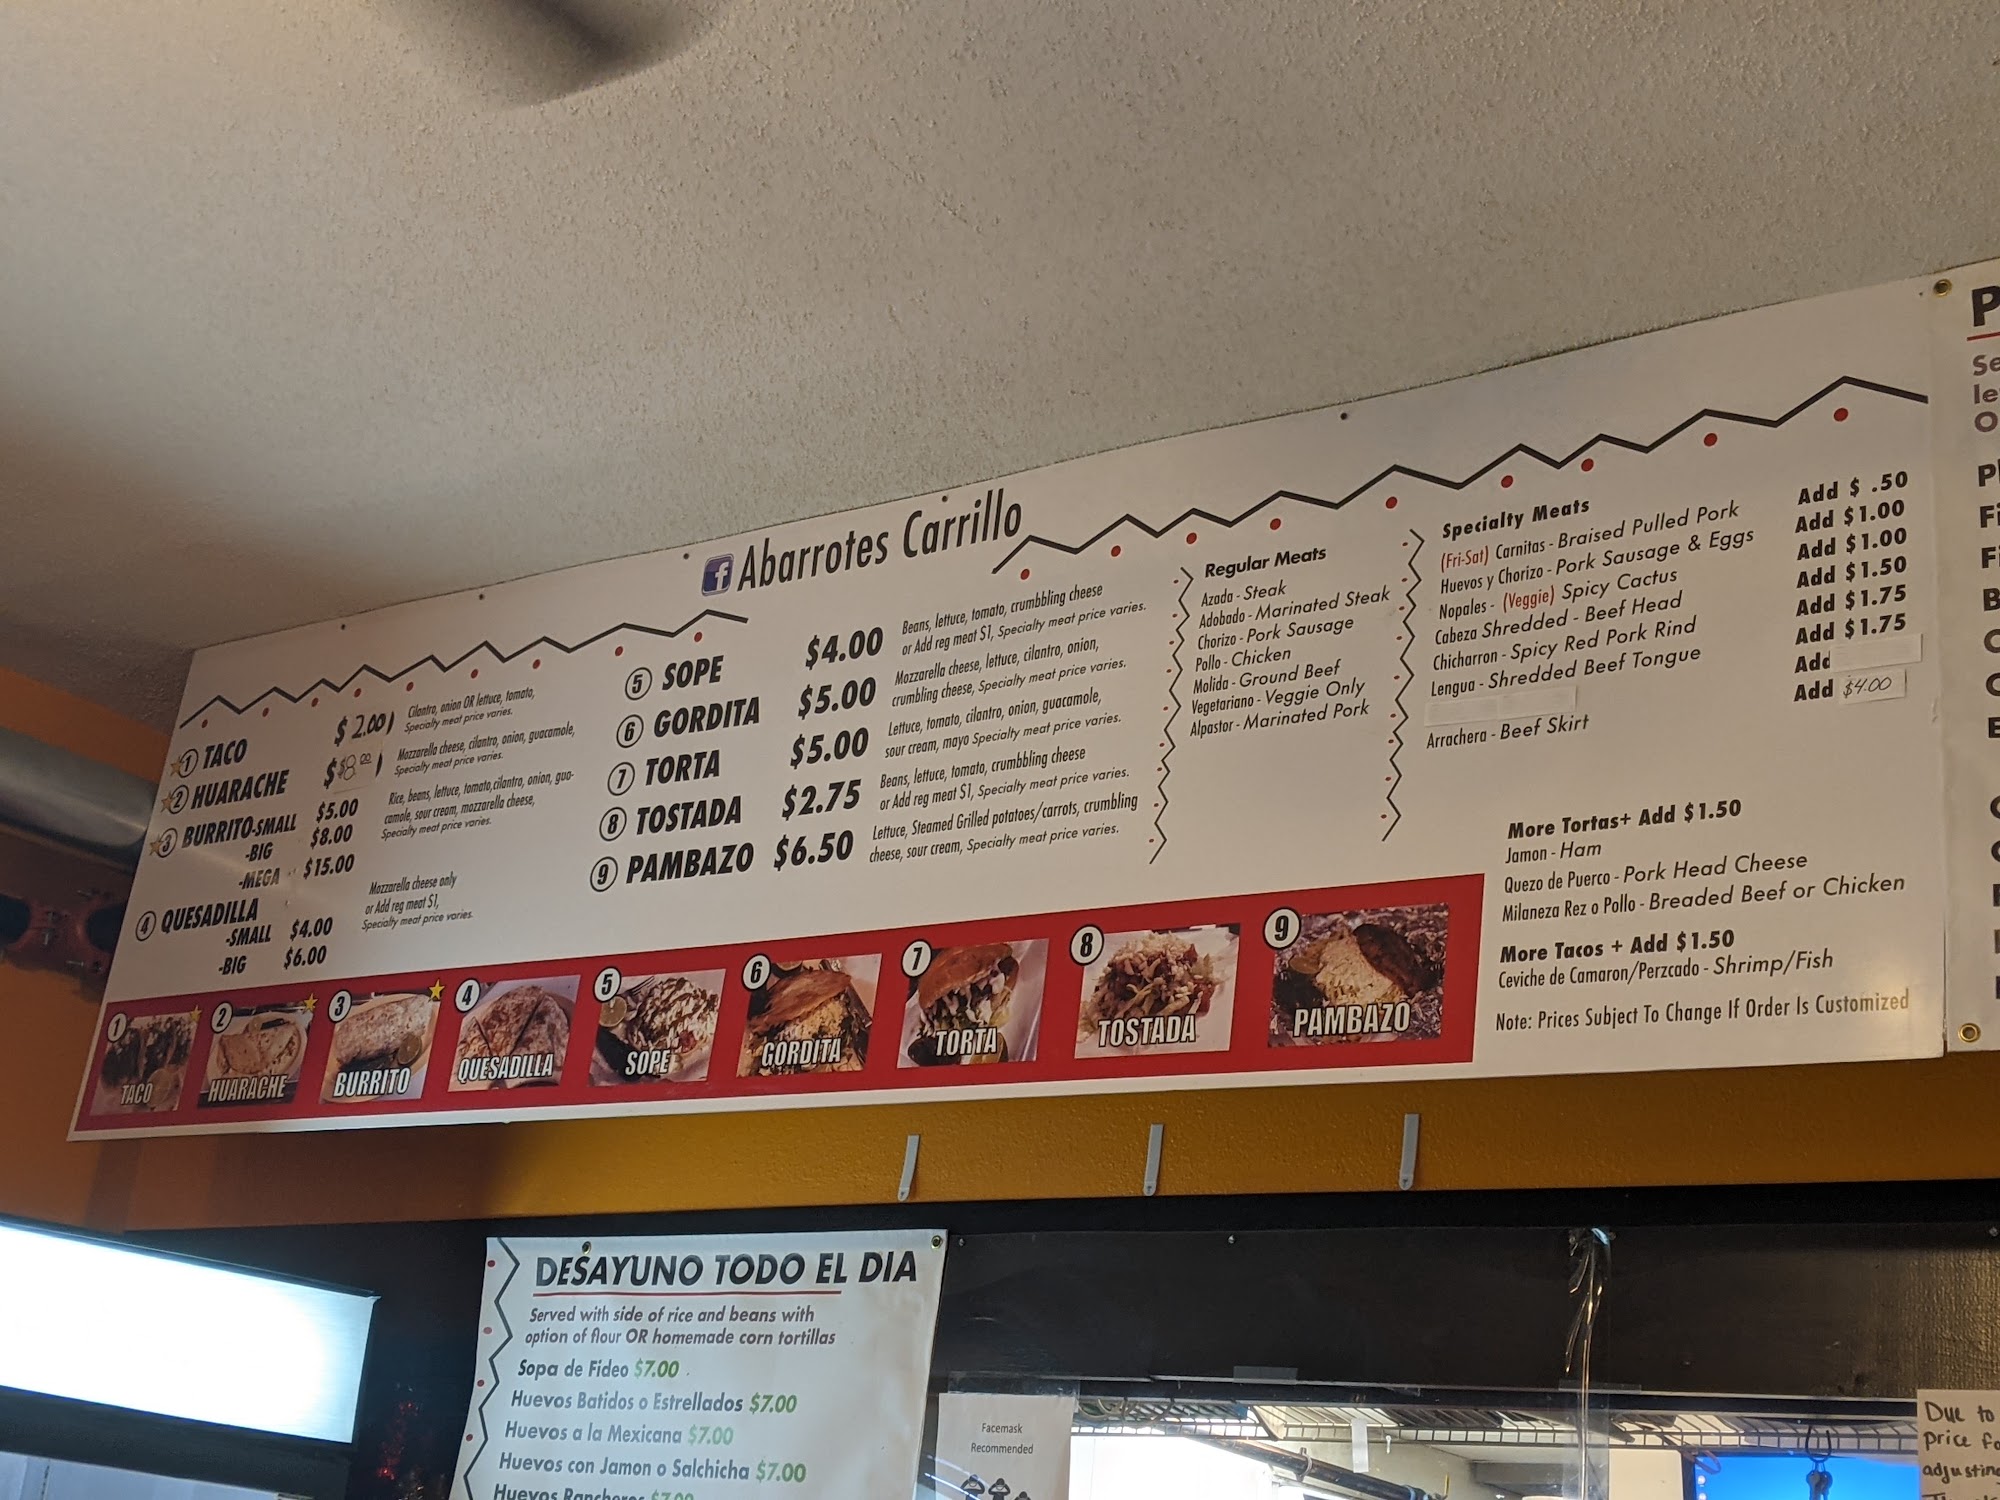 Abarrotes Carrillo
1 TACO $ 2.00 Cilantro, onion OR lettuce, tomato,
Specialty meat price varies.
2 HUARACHE $ $8.00 Mozzarella cheese, cilantro, onion, guacamole,
Specialty meat price varies.
3 BURRITO-SMALL $5.00 Rice, beans, lettuce, tomato,cilantro, onion, gua-
-BIG $8.00 camole, sour cream, mozzarella cheese,
-MEGA $15.00 Specialty meat price varies.
4 QUESADILLA Mozzarella cheese only
-SMALL $4.00 or Add reg meat $1,
-BIG $6.00 Specialty meat price varies.
5 SOPE $4.00 Beans, lettuce, tomato, crumbbling cheese
or Add reg meat $1, Specialty meat price varies.
6 GORDITA $5.00 Mozzarella cheese, lettuce, cilantro, onion,
crumbling cheese, Specialty meat price varies.
7 TORTA $5.00 Lettuce, tomato, cilantro, onion, guacamole,
sour cream, mayo Specialty meat price varies.
8 TOSTADA $2.75 Beans, lettuce, tomato, crumbbling cheese
or Add reg meat $1, Specialty meat price varies.
9 PAMBAZO $6.50 Lettuce, Steamed Grilled potatoes/carrots, crumbling
cheese, sour cream, Specialty meat price varies.
Regular Meats
Azada - Steak
Adobado - Marinated Steak
Chorizo - Pork Sausage
Pollo - Chicken
Molida - Ground Beef
Vegetariano - Veggie Only
Alpastor - Marinated Pork
Specialty Meats
(Fri-Sat) Carnitas - Braised Pulled Pork Add $ .50
Huevos y Chorizo - Pork Sausage & Eggs Add $1.00
Nopales - (Veggie) Spicy Cactus Add $1.00
Cabeza Shredded - Beef Head Add $1.50
Chicharron - Spicy Red Pork Rind Add $1.75
Lengua - Shredded Beef Tongue Add $1.75
Add
Arrachera - Beef Skirt Add $4.00
More Tortas+ Add $1.50
Jamon - Ham
Quezo de Puerco - Pork Head Cheese
Milaneza Rez o Pollo - Breaded Beef or Chicken
More Tacos + Add $1.50
Ceviche de Camaron/Perzcado - Shrimp/Fish
Note: Prices Subject To Change If Order Is Customized
1 TACO
2 HUARACHE
3 BURRITO
4 QUESADILLA
5 SOPE
6 GORDITA
7 TORTA
8 TOSTADA
9 PAMBAZO
DESAYUNO TODO EL DIA
Served with side of rice and beans with
option of flour OR homemade corn tortillas
Sopa de Fideo $7.00
Huevos Batidos o Estrellados $7.00
Huevos a la Mexicana $7.00
Huevos con Jamon o Salchicha $7.00
Huevos Rancheros $7.00
Facemask
Recommended
Due to
price